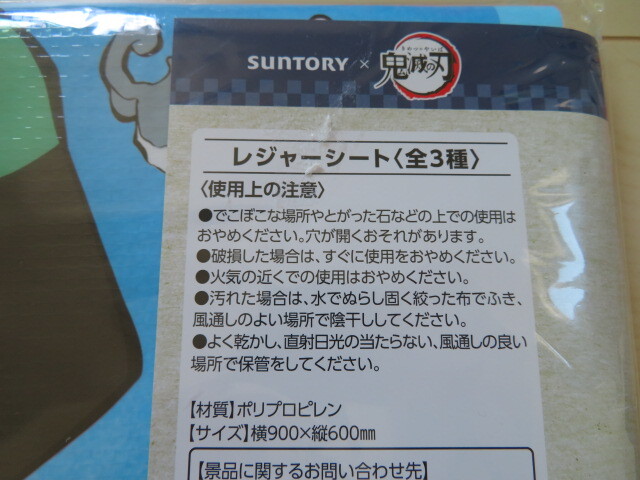 SUNTORY × 鬼滅の刃
きめつのやいば
レジャーシート〈全3種〉
〈使用上の注意〉
●でこぼこな場所やとがった石などの上での使用は
おやめください。穴が開くおそれがあります。
●破損した場合は、すぐに使用をおやめください。
●火気の近くでの使用はおやめください。
●汚れた場合は、水でぬらし固く絞った布でふき、
風通しのよい場所で陰干ししてください。
●よく乾かし、直射日光の当たらない、風通しの良い
場所で保管をしてください。
【材質】ポリプロピレン
【サイズ】横900×縦600mm
【景品に関するお問い合わせ先】